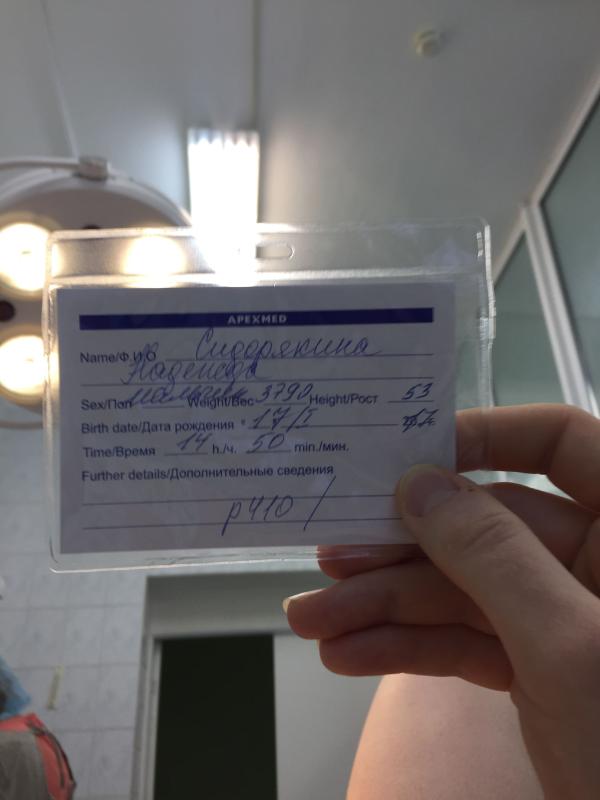 APEXMED
Name/Ф.И.О Сидорякина
Надежда
Sex/Пол мальчик Weight/Вес 3790 Height/Рост 53
Birth date/Дата рождения 17/I
Time/Время 14 h./ч. 50 min./мин.
Further details/Дополнительные сведения
р410/